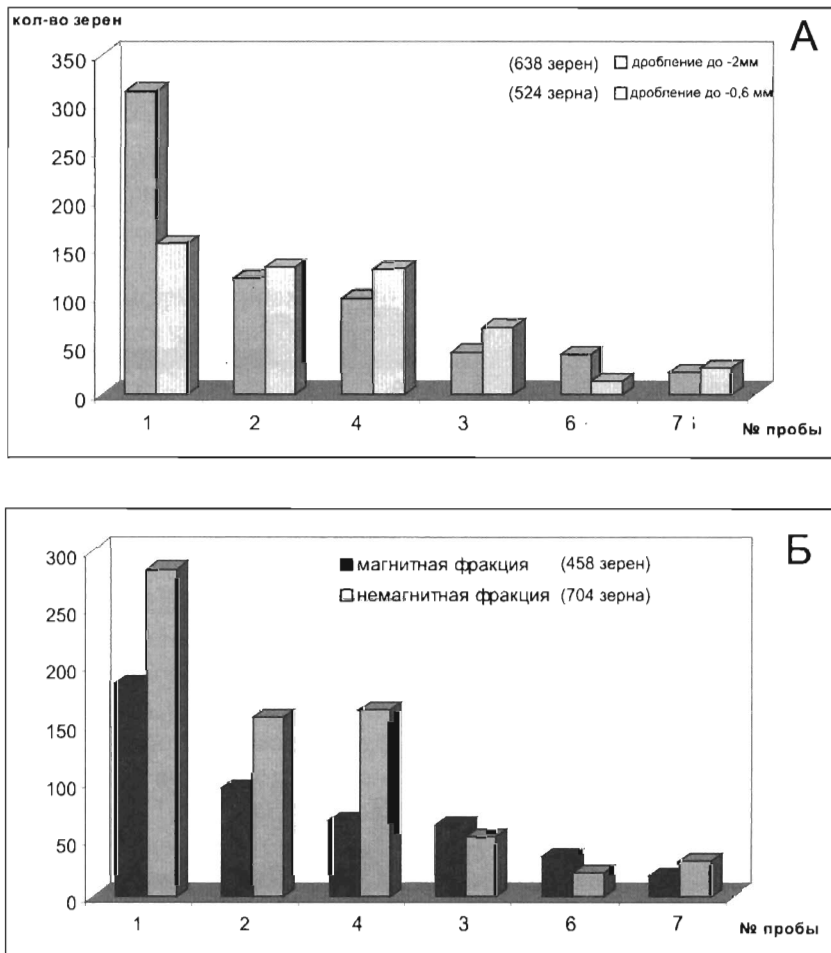 кол-во зерен
А
350
300
250
200
150
100
50
0
(638 зерен) дробление до -2мм
(524 зерна) дробление до -0,6 мм
1 2 4 3 6 7 № пробы
Б
300
250
200
150
100
50
0
магнитная фракция (458 зерен)
немагнитная фракция (704 зерна)
1 2 4 3 6 7 № пробы